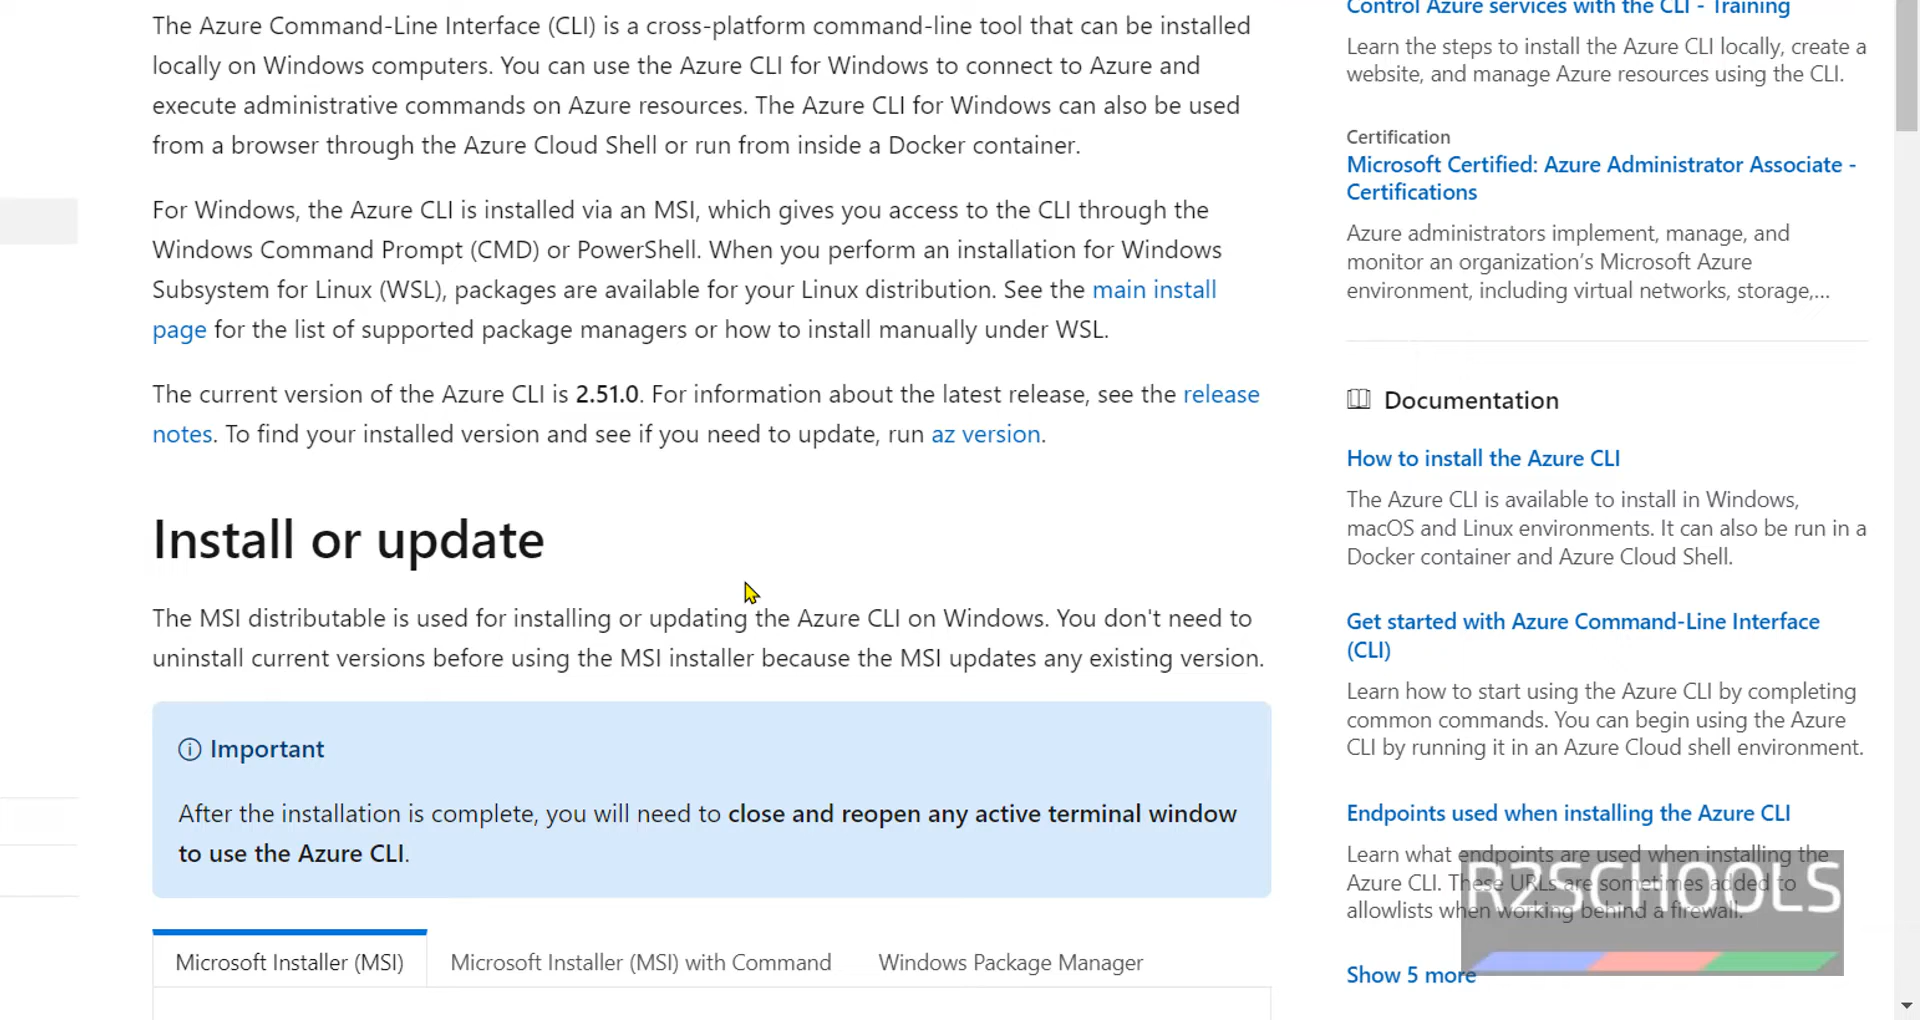 The Azure Command-Line Interface (CLI) is a cross-platform command-line tool that can be installed
locally on Windows computers. You can use the Azure CLI for Windows to connect to Azure and
execute administrative commands on Azure resources. The Azure CLI for Windows can also be used
from a browser through the Azure Cloud Shell or run from inside a Docker container.
For Windows, the Azure CLI is installed via an MSI, which gives you access to the CLI through the
Windows Command Prompt (CMD) or PowerShell. When you perform an installation for Windows
Subsystem for Linux (WSL), packages are available for your Linux distribution. See the main install
page for the list of supported package managers or how to install manually under WSL.
The current version of the Azure CLI is 2.51.0. For information about the latest release, see the release
notes. To find your installed version and see if you need to update, run az version.
Install or update
The MSI distributable is used for installing or updating the Azure CLI on Windows. You don't need to
uninstall current versions before using the MSI installer because the MSI updates any existing version.
Important
After the installation is complete, you will need to close and reopen any active terminal window
to use the Azure CLI.
Microsoft Installer (MSI)
Microsoft Installer (MSI) with Command
Windows Package Manager
Control Azure services with the CLI - Training
Learn the steps to install the Azure CLI locally, create a
website, and manage Azure resources using the CLI.
Certification
Microsoft Certified: Azure Administrator Associate -
Certifications
Azure administrators implement, manage, and
monitor an organization’s Microsoft Azure
environment, including virtual networks, storage,...
Documentation
How to install the Azure CLI
The Azure CLI is available to install in Windows,
macOS and Linux environments. It can also be run in a
Docker container and Azure Cloud Shell.
Get started with Azure Command-Line Interface
(CLI)
Learn how to start using the Azure CLI by completing
common commands. You can begin using the Azure
CLI by running it in an Azure Cloud shell environment.
Endpoints used when installing the Azure CLI
Learn what endpoints are used when installing the
Azure CLI. These URLs are sometimes added to
allowlists when working behind a firewall.
Show 5 more
R2SCHOOLS